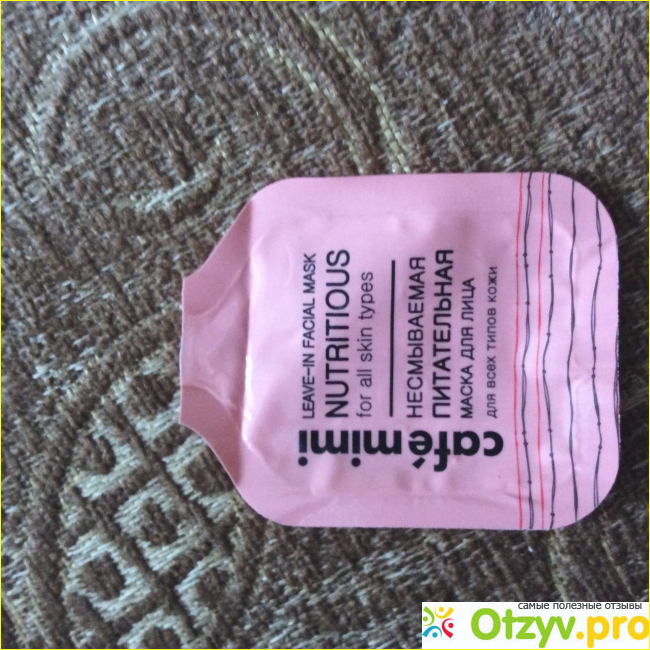 café mimi
LEAVE-IN FACIAL MASK
NUTRITIOUS
for all skin types
НЕСМЫВАЕМАЯ
ПИТАТЕЛЬНАЯ
МАСКА ДЛЯ ЛИЦА
для всех типов кожи
самые полезные отзывы
Otzyv.pro